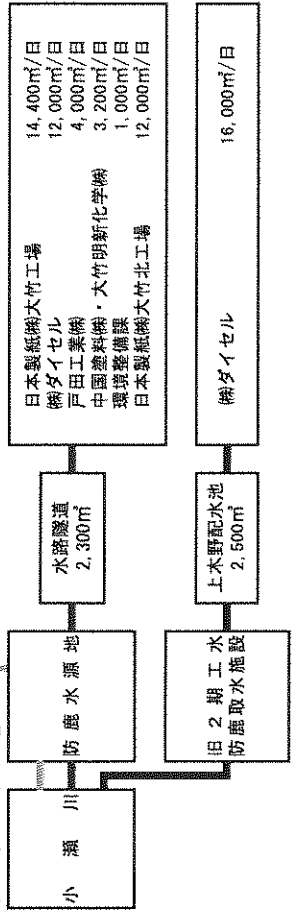 小瀬川
防鹿水源地
水路隧道
2,300㎥
日本製紙㈱大竹工場 14,400㎥/日
㈱ダイセル 12,000㎥/日
戸田工業㈱ 4,000㎥/日
中国塗料㈱・大竹明新化学㈱ 3,200㎥/日
環境整備課 1,000㎥/日
日本製紙㈱大竹北工場 12,000㎥/日
旧2期工水
防鹿取水施設
上木野配水池
2,500㎥
㈱ダイセル 16,000㎥/日